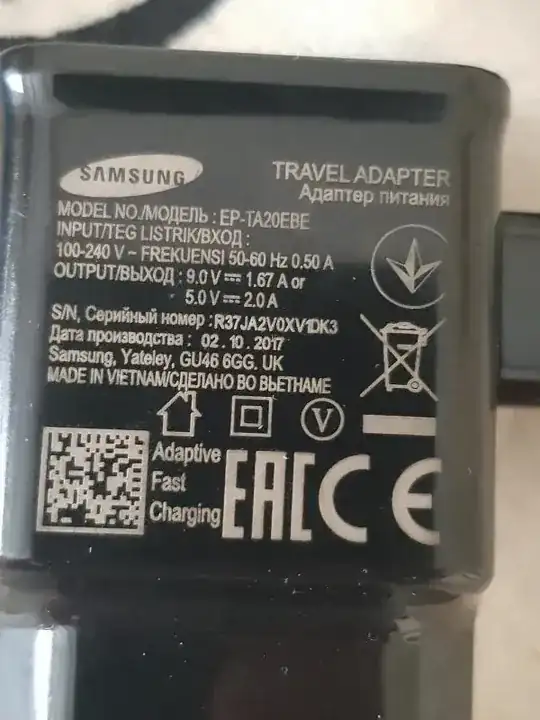 SAMSUNG
TRAVEL ADAPTER
Адаптер питания
MODEL NO./МОДЕЛЬ : EP-TA20EBE
INPUT/TEG LISTRIK/ВХОД :
100-240 V ~ FREKUENSI 50-60 Hz 0.50 A
OUTPUT/ВЫХОД : 9.0 V ⎓ 1.67 A or
5.0 V ⎓ 2.0 A
S/N, Серийный номер : R37JA2V0XV1DK3
Дата производства : 02.10.2017
Samsung, Yateley, GU46 6GG. UK
MADE IN VIETNAM/СДЕЛАНО ВО ВЬЕТНАМЕ
V
Adaptive
Fast
Charging
EAC CE